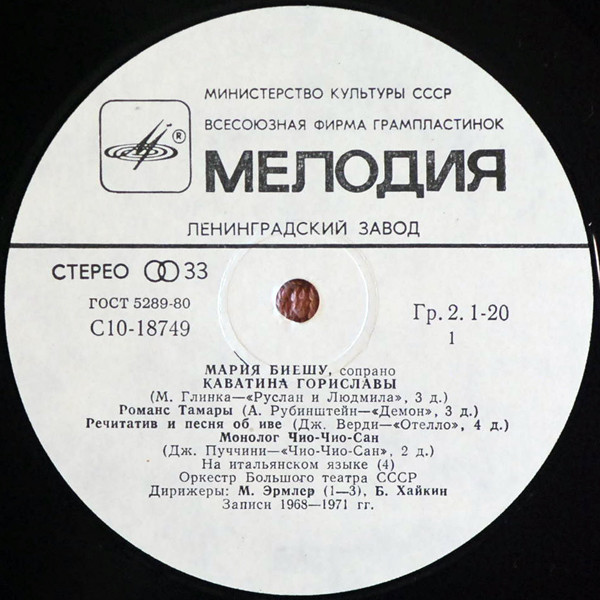 МИНИСТЕРСТВО КУЛЬТУРЫ СССР
ВСЕСОЮЗНАЯ ФИРМА ГРАМПЛАСТИНОК
®
МЕЛОДИЯ
ЛЕНИНГРАДСКИЙ ЗАВОД
СТЕРЕО 33
ГОСТ 5289-80
С10-18749
Гр. 2. 1-20
1
МАРИЯ БИЕШУ, сопрано
КАВАТИНА ГОРИСЛАВЫ
(М. Глинка—«Руслан и Людмила», 3 д.)
Романс Тамары (А. Рубинштейн—«Демон», 3 д.)
Речитатив и песня об иве (Дж. Верди—«Отелло», 4 д.)
Монолог Чио-Чио-Сан
(Дж. Пуччини—«Чио-Чио-Сан», 2 д.)
На итальянском языке (4)
Оркестр Большого театра СССР
Дирижеры: М. Эрмлер (1—3), Б. Хайкин
Записи 1968—1971 гг.